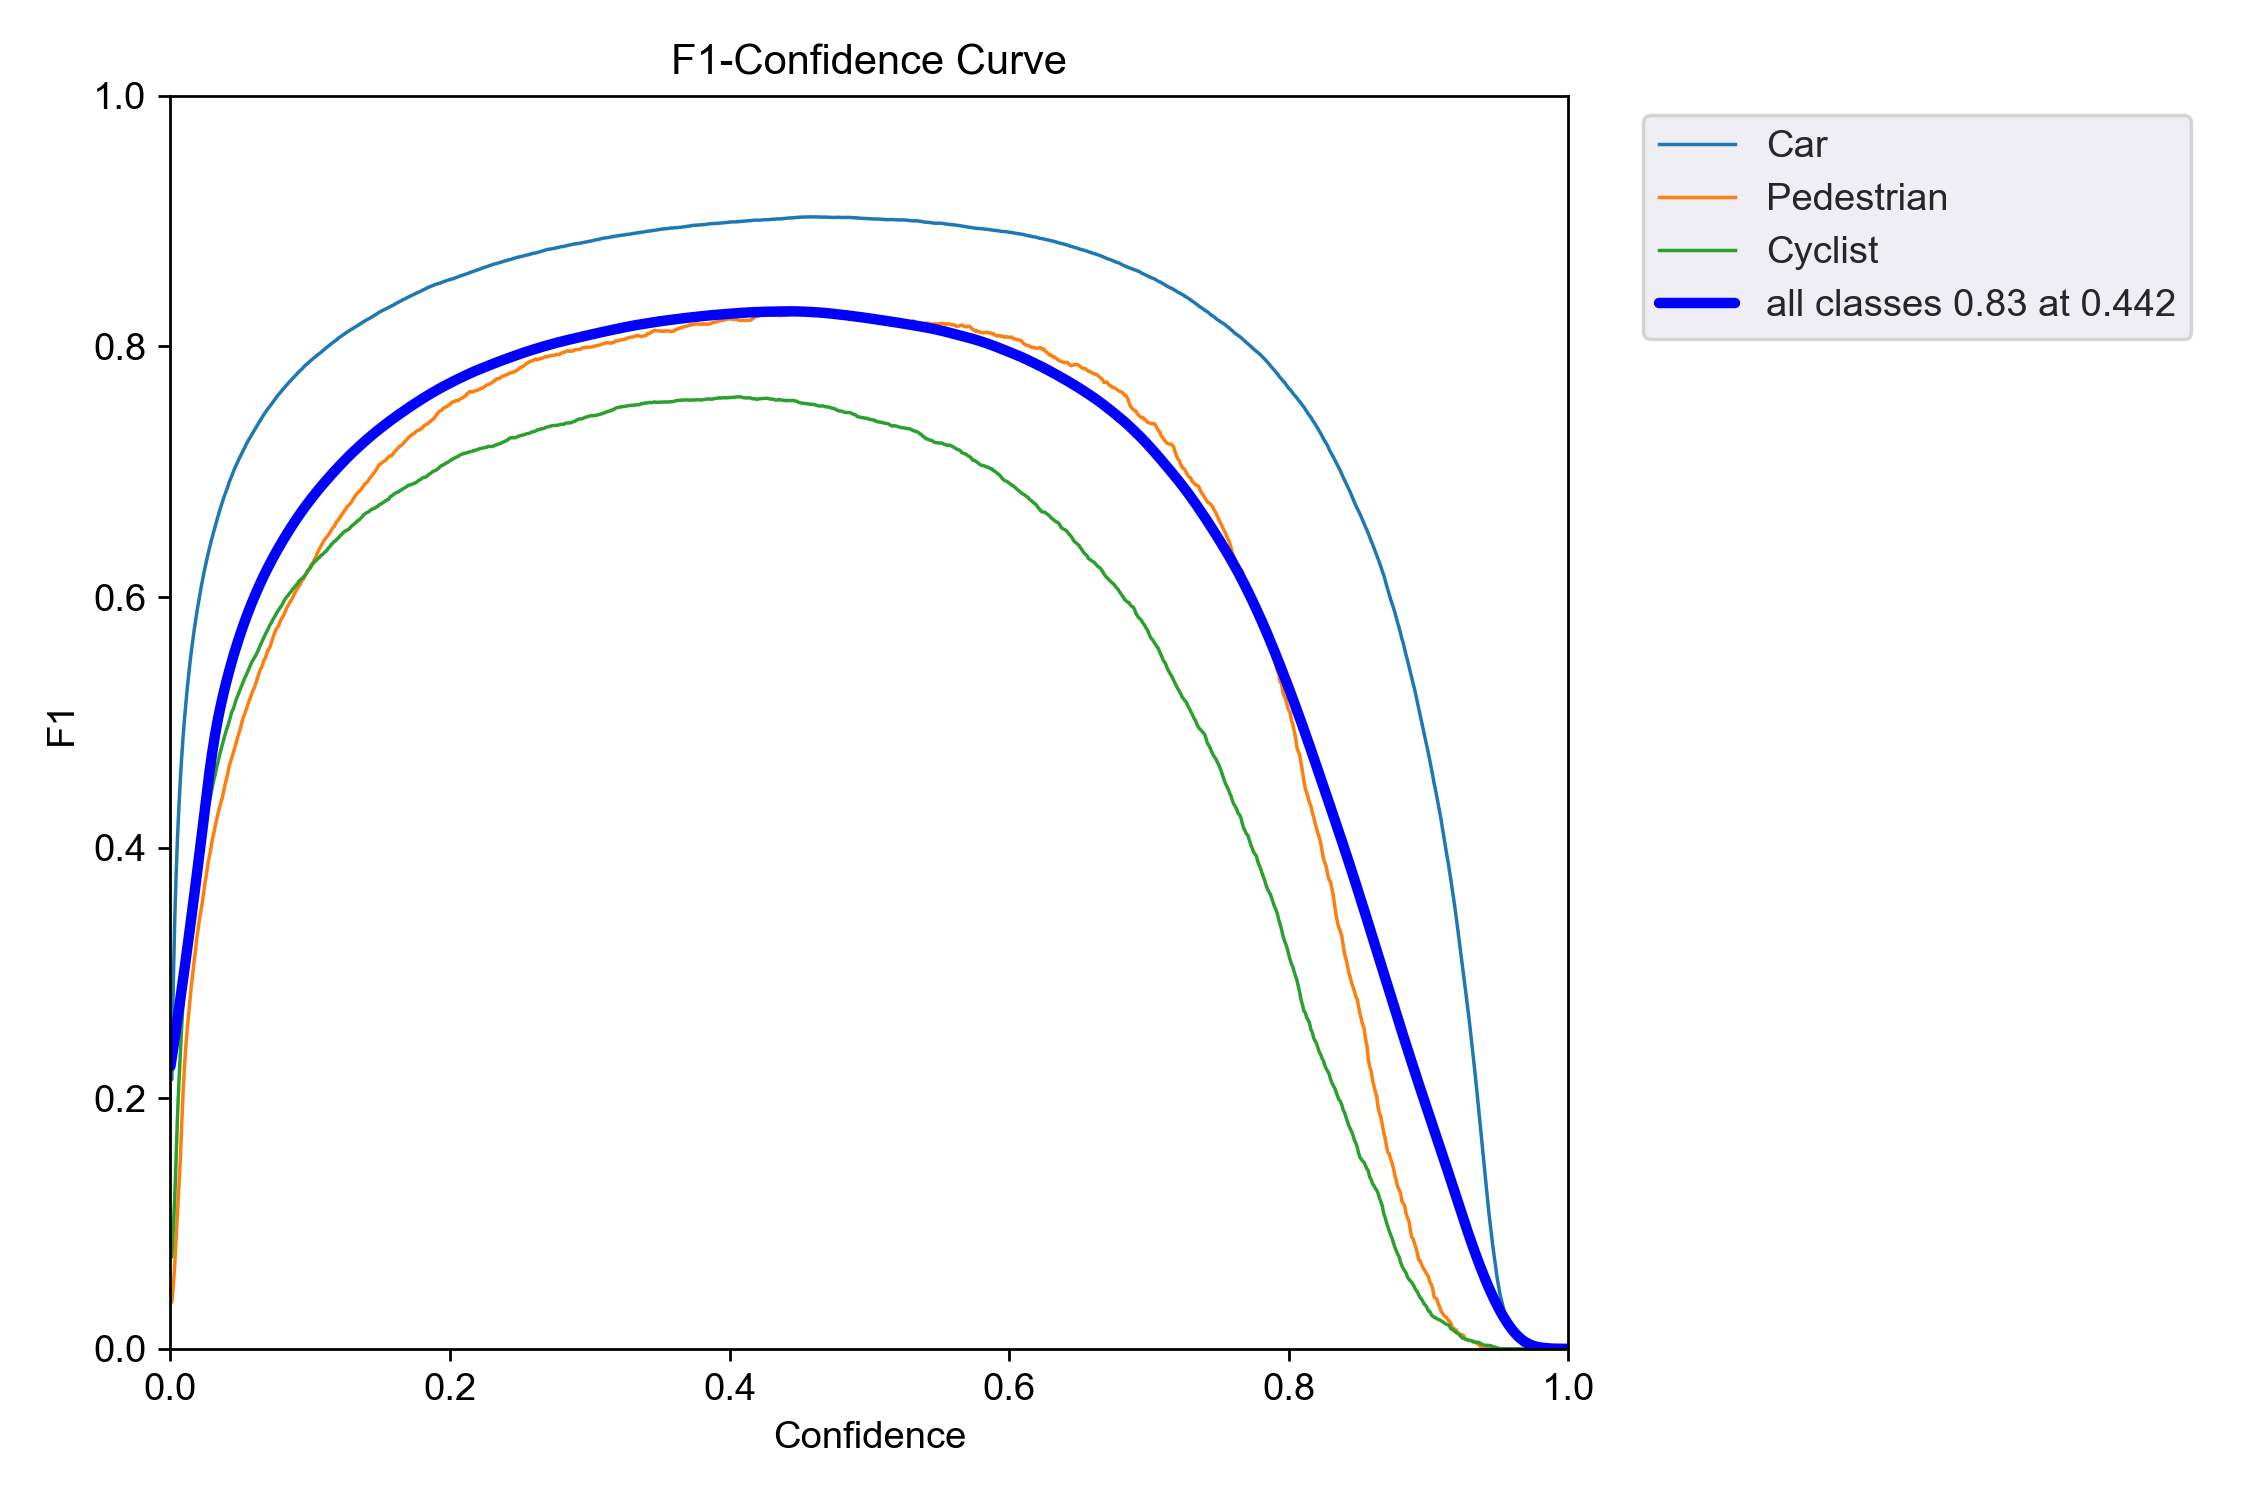 F1-Confidence Curve
1.0
0.8
0.6
0.4
0.2
0.0
F1
0.0 0.2 0.4 0.6 0.8 1.0
Confidence
Car
Pedestrian
Cyclist
all classes 0.83 at 0.442